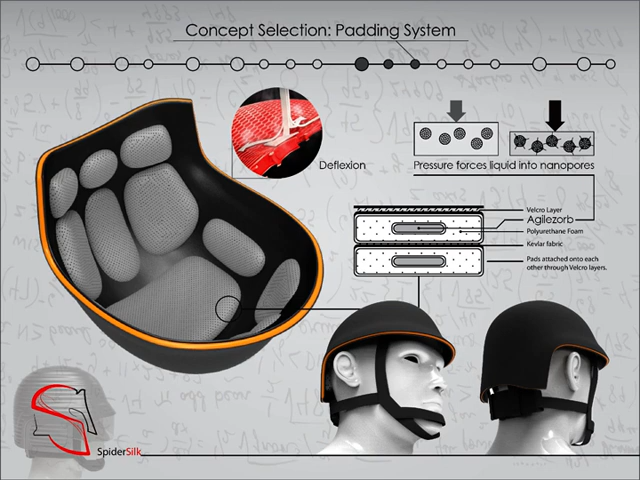 Concept Selection: Padding System
Deflexion
Pressure forces liquid into nanopores
Velcro Layer
Agilezorb
Polyurethane Foam
Kevlar fabric
Pads attached onto each
other through Velcro layers.
SpiderSilk